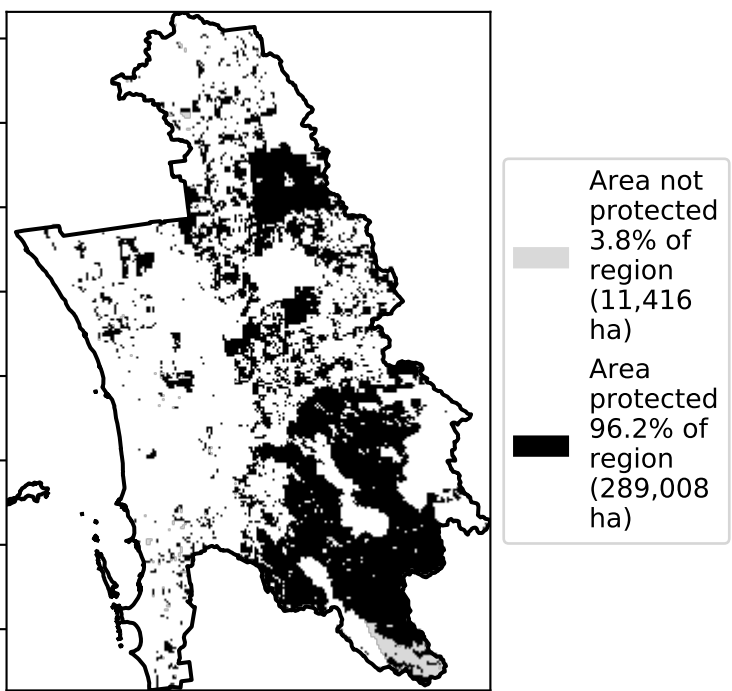 Area not
protected
3.8% of
region
(11,416
ha)
Area
protected
96.2% of
region
(289,008
ha)